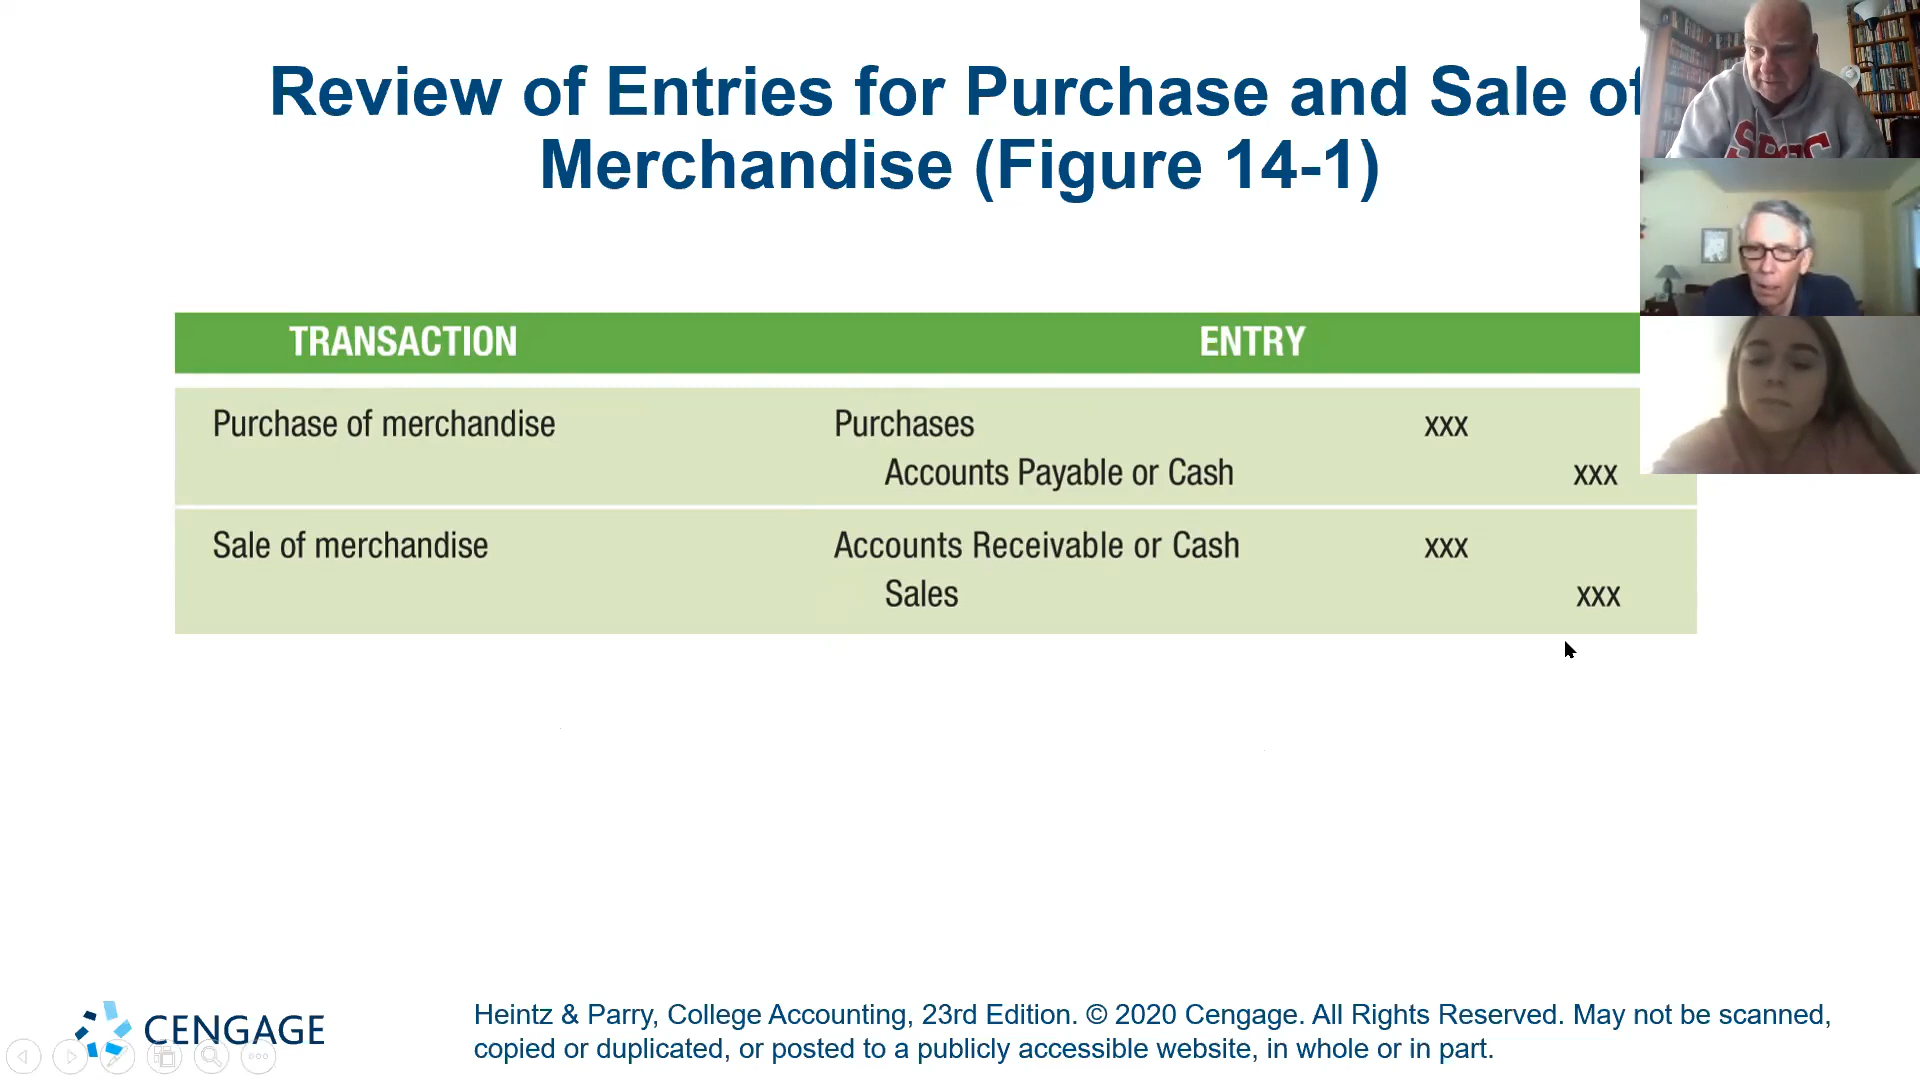 Review of Entries for Purchase and Sale of
Merchandise (Figure 14-1)
TRANSACTION ENTRY
Purchase of merchandise Purchases xxx
Accounts Payable or Cash xxx
Sale of merchandise Accounts Receivable or Cash xxx
Sales xxx
CENGAGE
Heintz & Parry, College Accounting, 23rd Edition. © 2020 Cengage. All Rights Reserved. May not be scanned,
copied or duplicated, or posted to a publicly accessible website, in whole or in part.